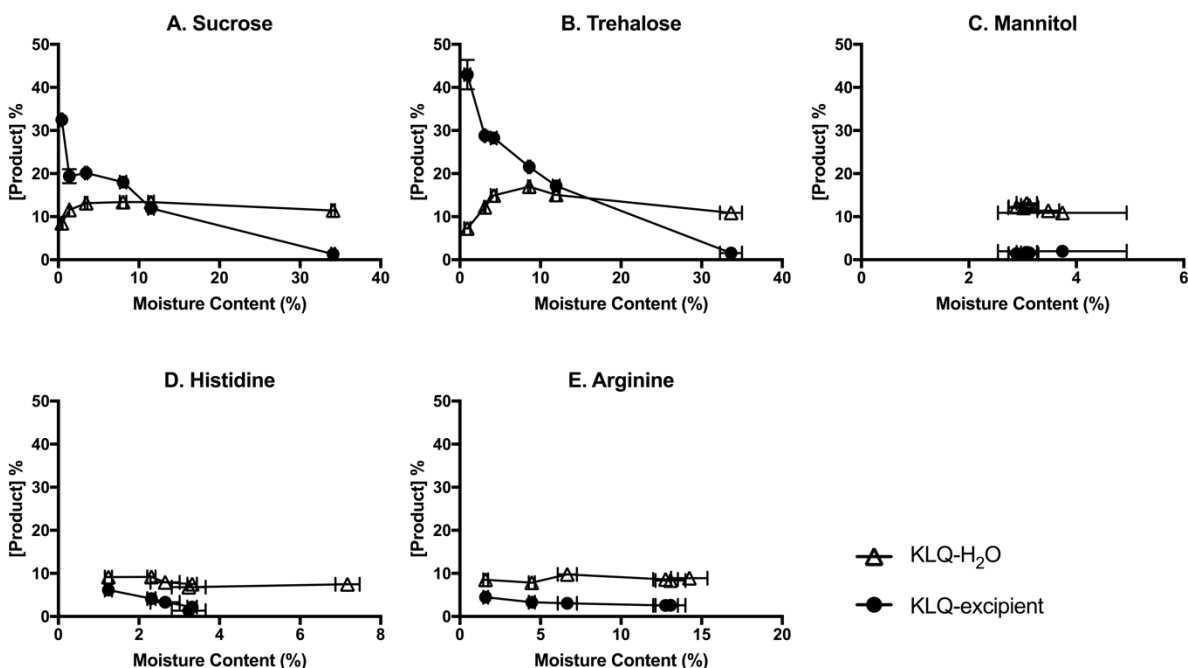 A. Sucrose
[Product] %
50
40
30
20
10
0
0 10 20 30 40
Moisture Content (%)
B. Trehalose
[Product] %
50
40
30
20
10
0
0 10 20 30 40
Moisture Content (%)
C. Mannitol
[Product] %
50
40
30
20
10
0
0 2 4 6
Moisture Content (%)
D. Histidine
[Product] %
50
40
30
20
10
0
0 2 4 6 8
Moisture Content (%)
E. Arginine
[Product] %
50
40
30
20
10
0
0 5 10 15 20
Moisture Content (%)
KLQ-H₂O
KLQ-excipient